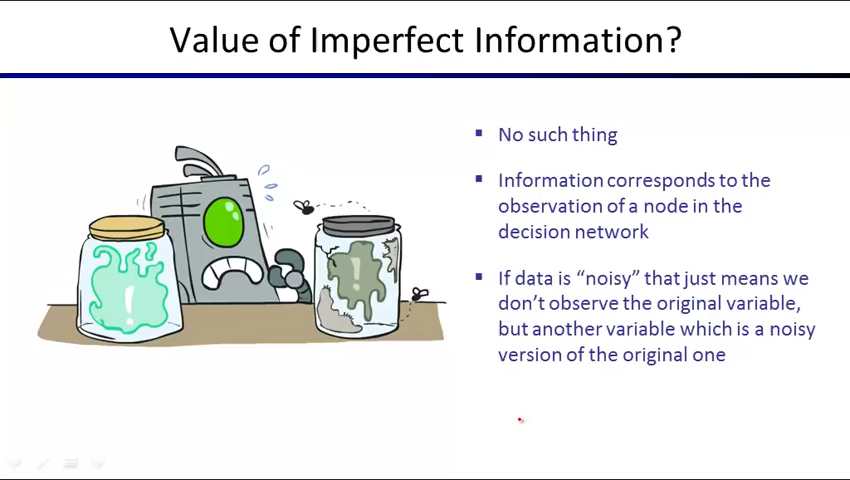 Value of Imperfect Information?
▪ No such thing
▪ Information corresponds to the
observation of a node in the
decision network
▪ If data is “noisy” that just means we
don’t observe the original variable,
but another variable which is a noisy
version of the original one